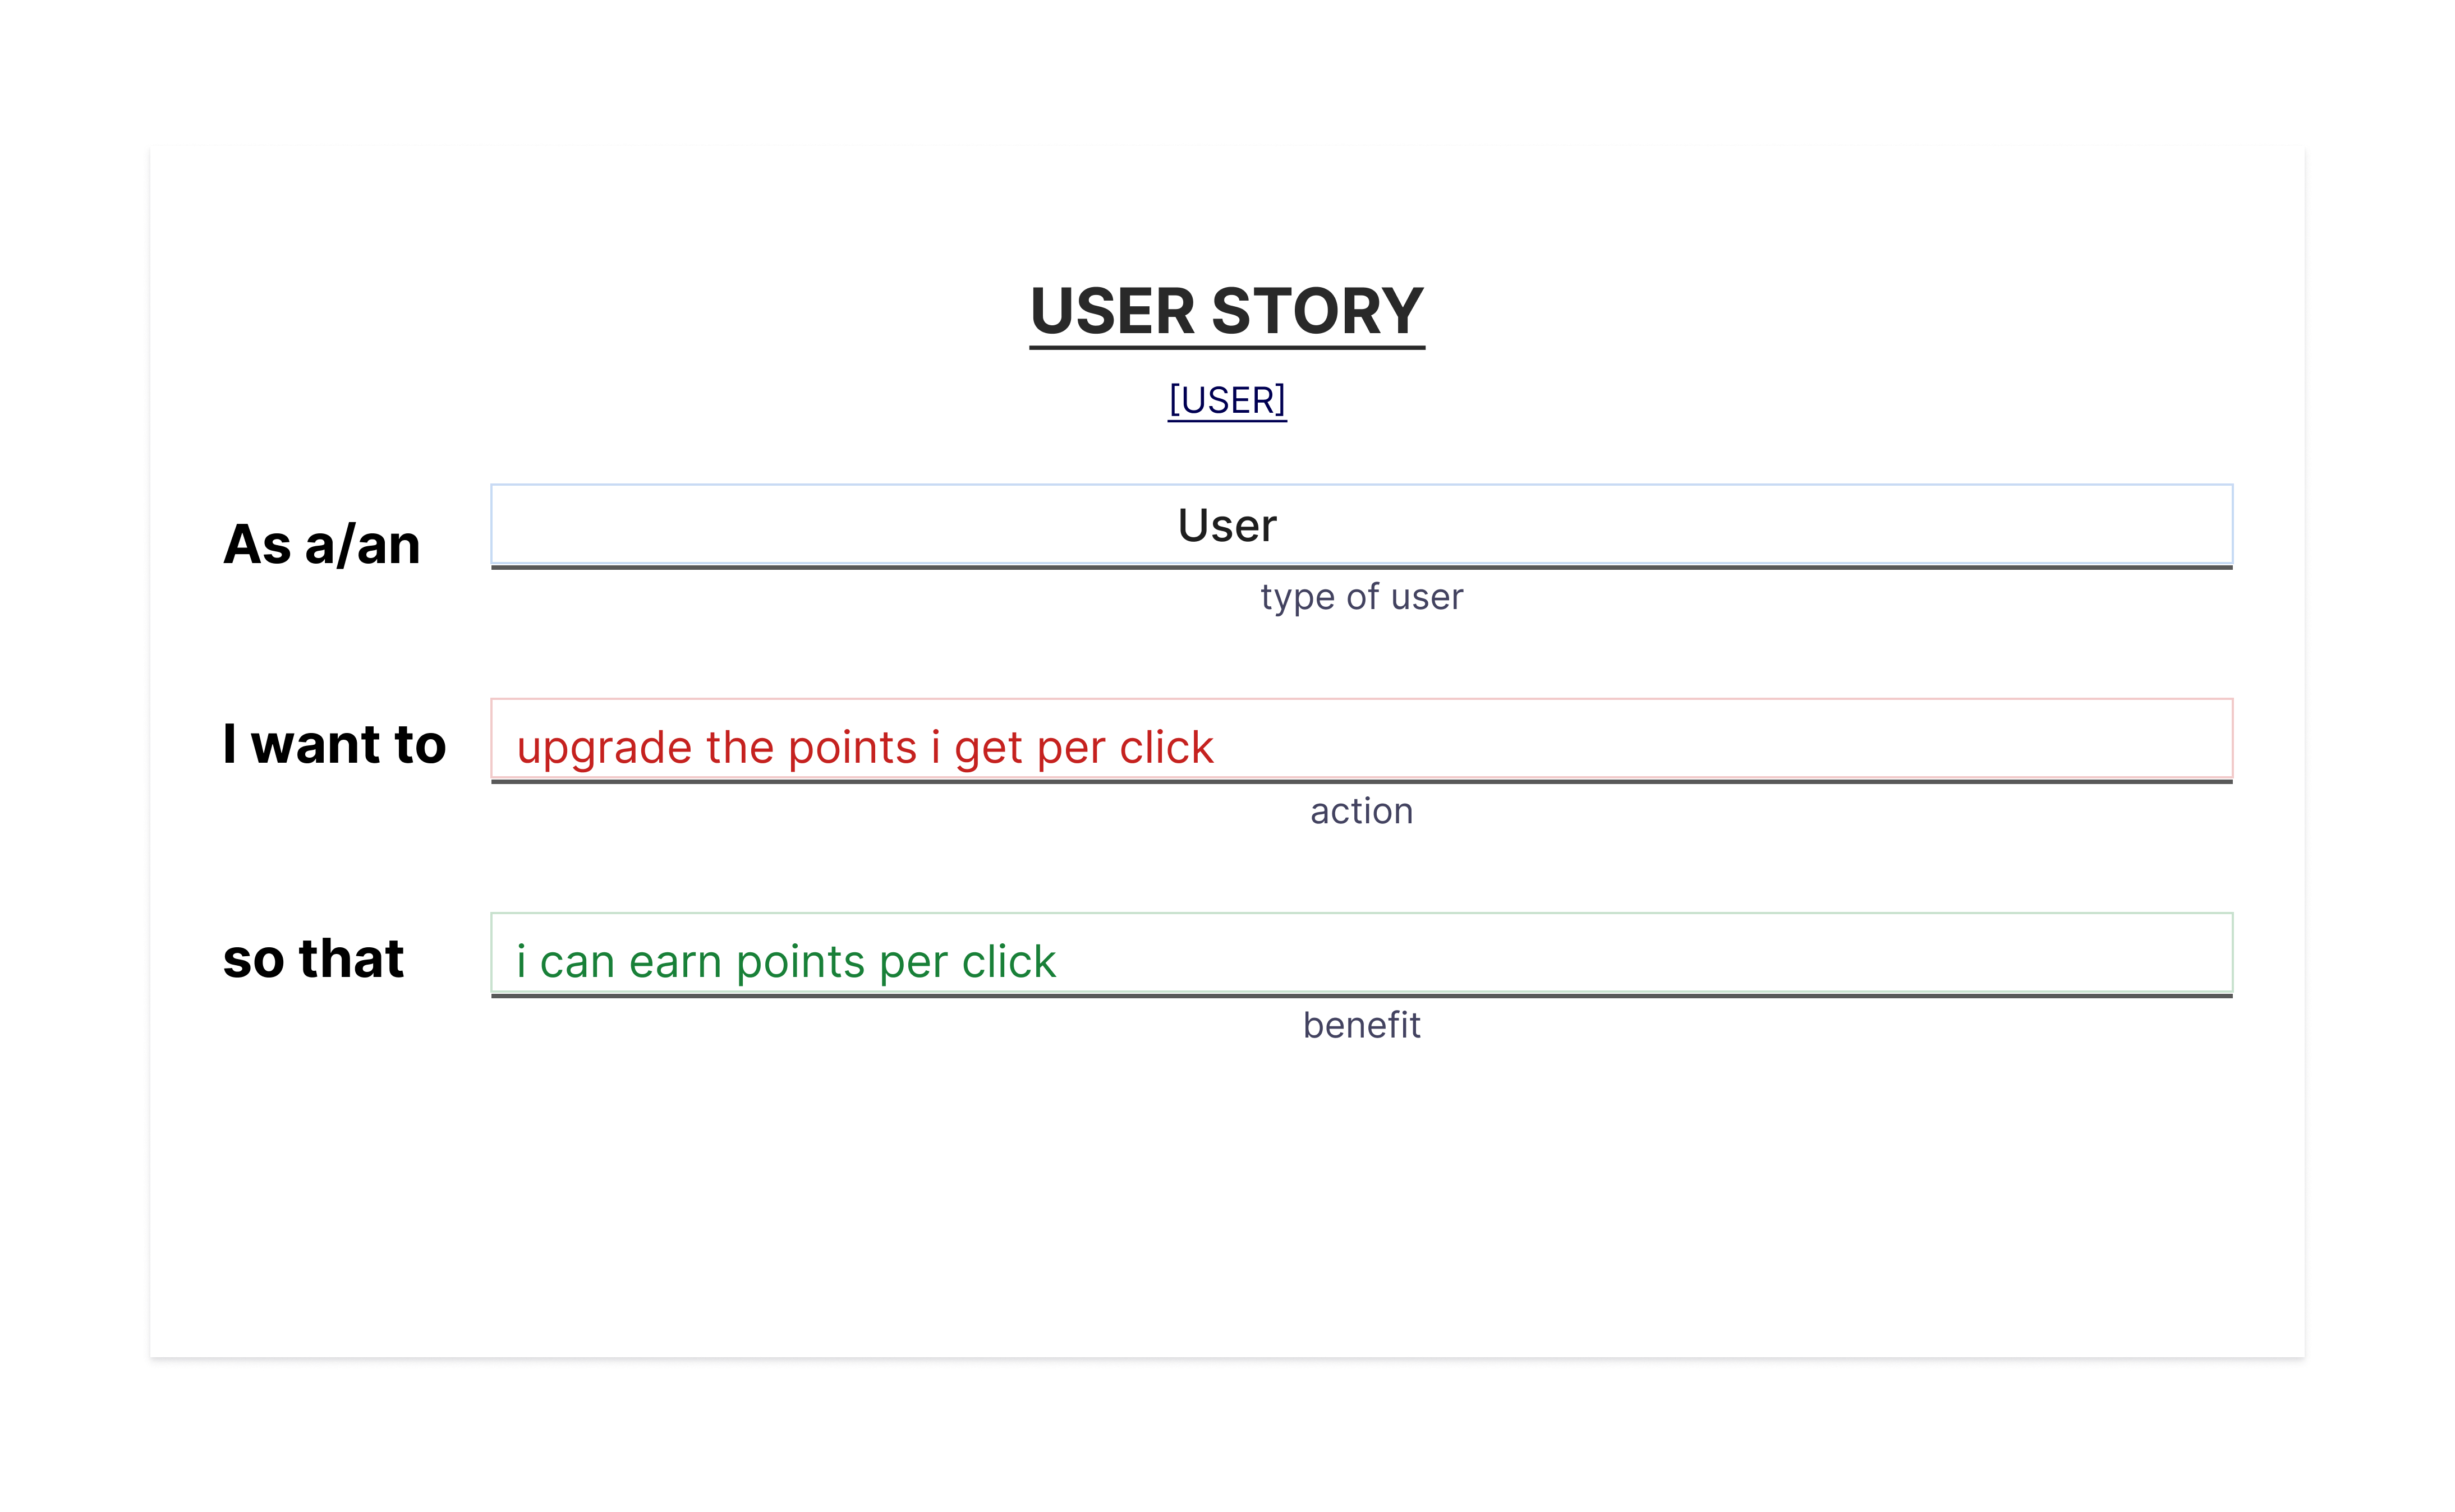 USER STORY
[USER]
As a/an User
type of user
I want to upgrade the points i get per click
action
so that i can earn points per click
benefit